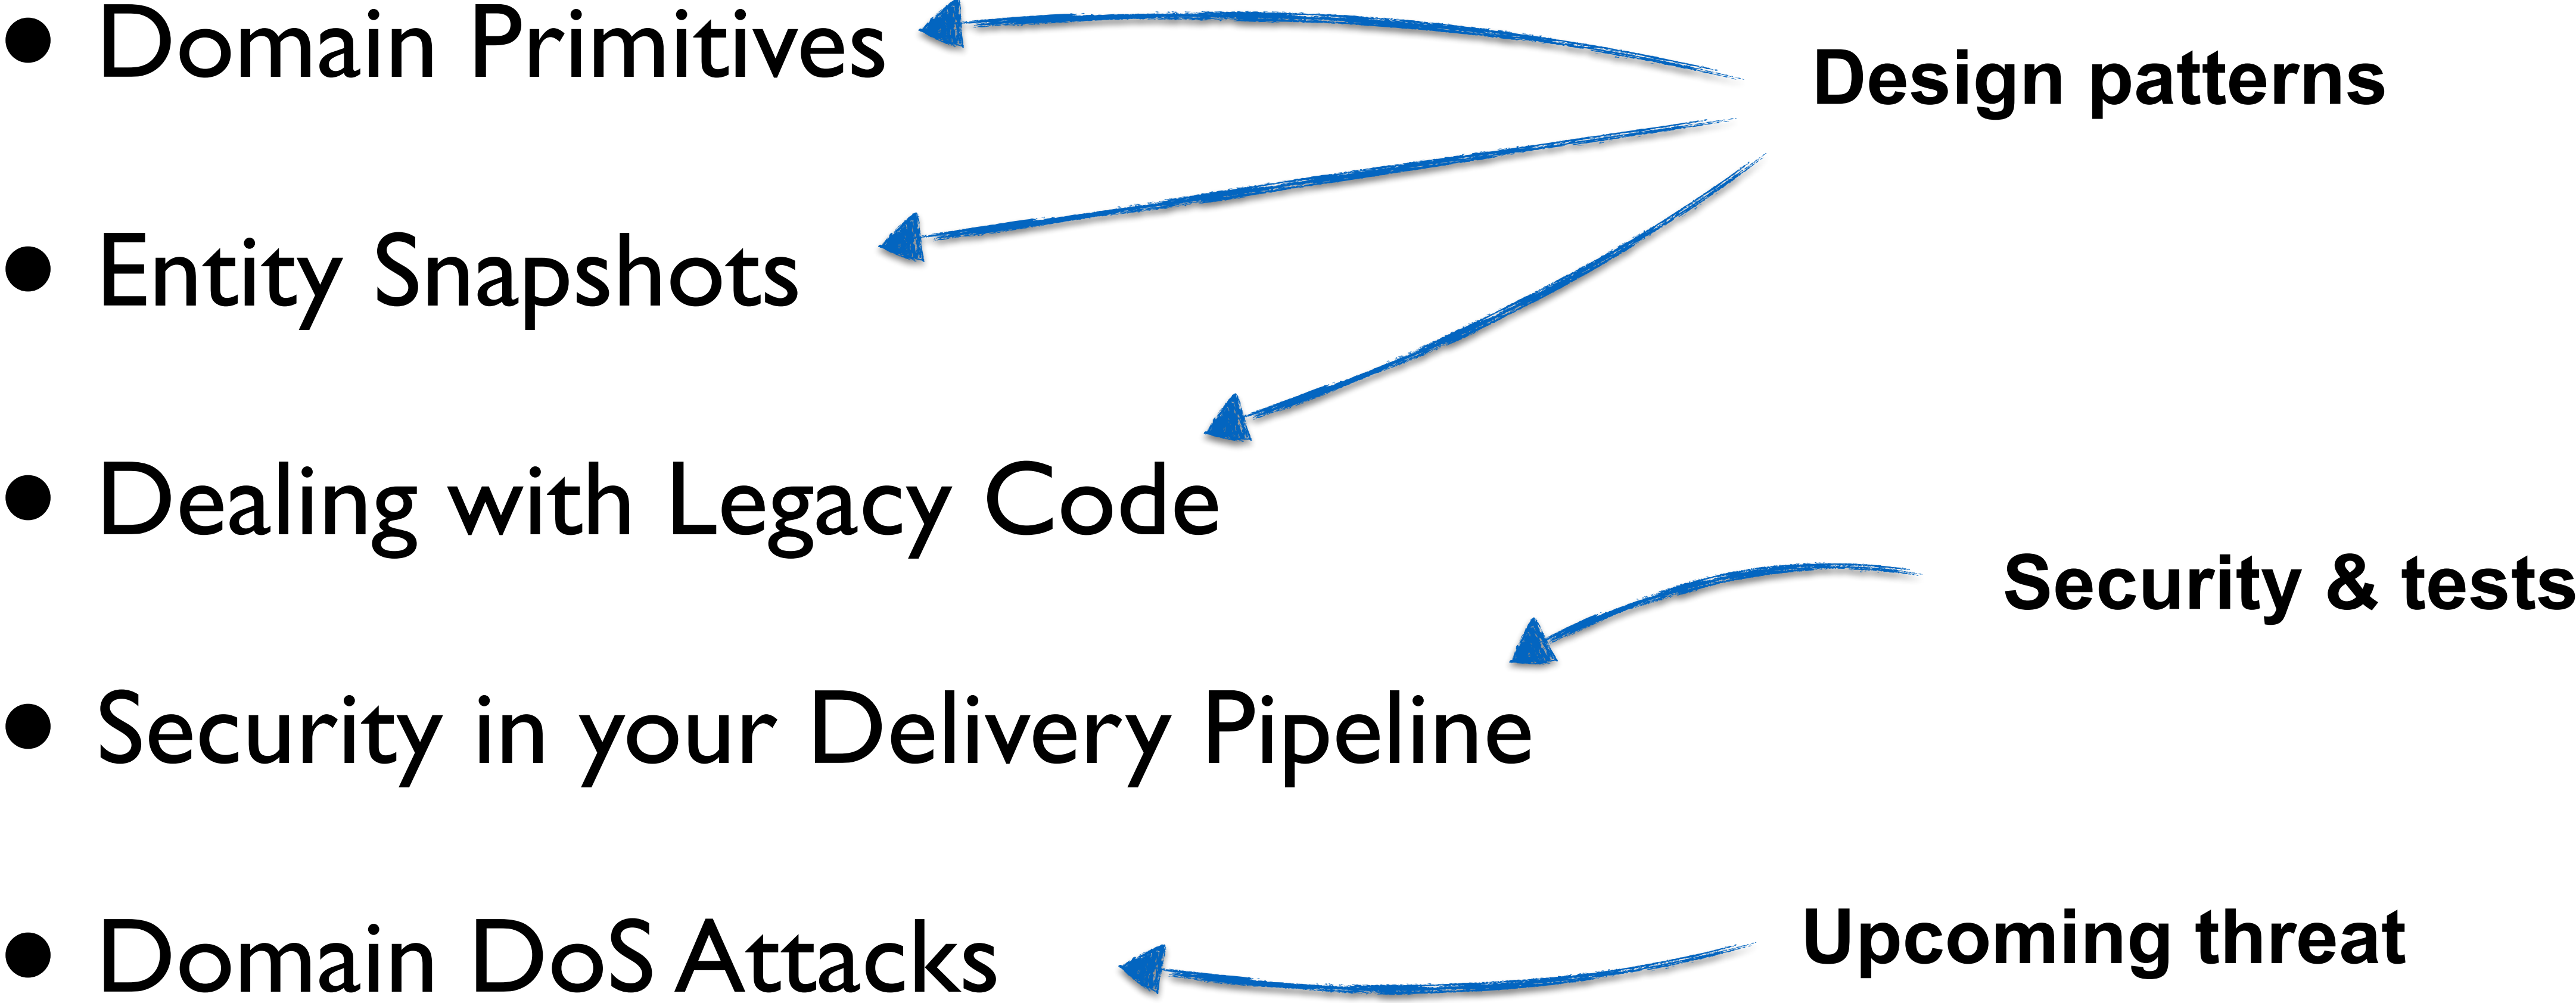 • Domain Primitives
Design patterns
• Entity Snapshots
• Dealing with Legacy Code
Security & tests
• Security in your Delivery Pipeline
• Domain DoS Attacks
Upcoming threat